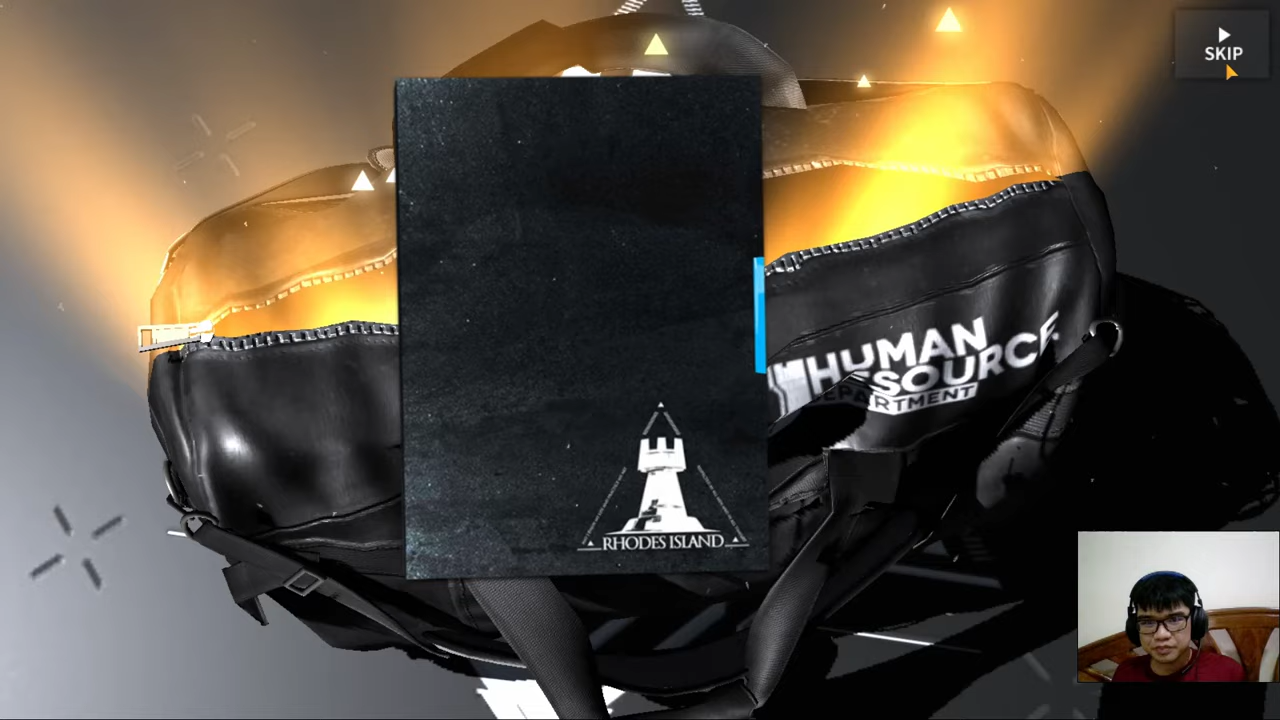 SKIP
HUMAN
RESOURCE
DEPARTMENT
RHODES ISLAND